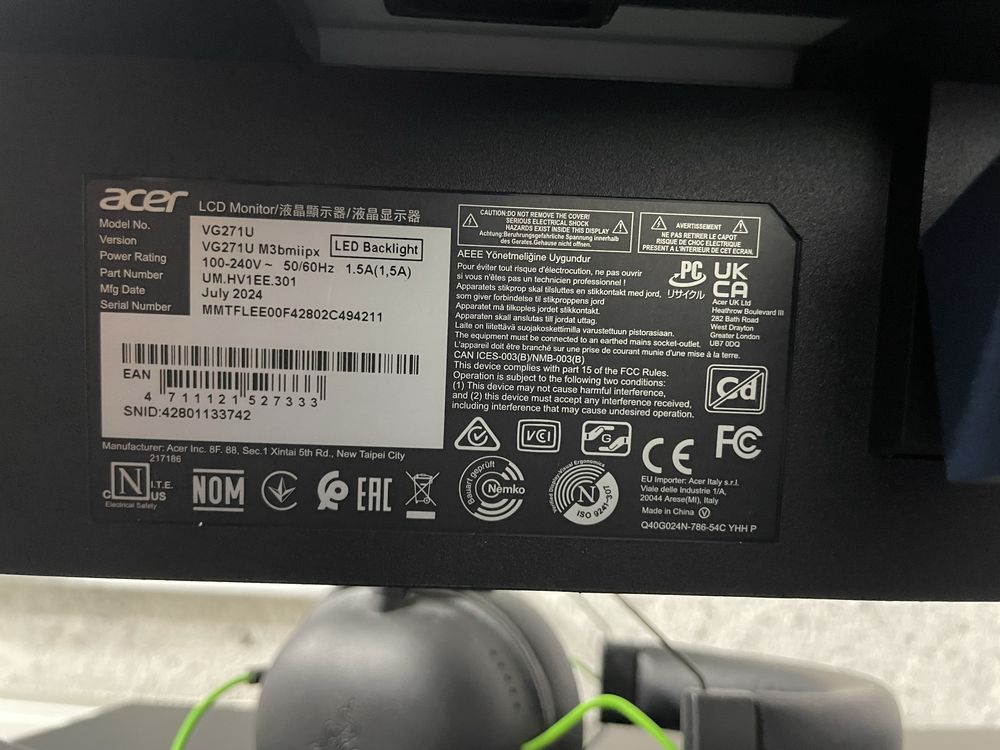 acer LCD Monitor/液晶顯示器/液晶显示器
Model No. VG271U
Version VG271U M3bmiipx
LED Backlight
Power Rating 100-240V ~ 50/60Hz 1.5A(1,5A)
Part Number UM.HV1EE.301
Mfg Date July 2024
Serial Number MMTFLEE00F42802C494211
EAN
4 711121 527333
SNID:42801133742
Manufacturer: Acer Inc. 8F. 88, Sec.1 Xintai 5th Rd., New Taipei City
217186
N
I.T.E.
C US
Electrical Safety
NOM
EAC
CAUTION:DO NOT REMOVE THE COVER!
SERIOUS ELECTRICAL SHOCK
HAZARDS EXIST INSIDE THIS DISPLAY
Achtung:Berührungsgefährliche Spannung innerhalb
des Gerates.Gehäuse nicht offnen.
AVERTISSEMENT
NE PAS RETIRER LE CAPOT
RISQUE DE CHOC ELECTRIQUE
PRESENT A L'INTERIEUR DE CET ECRAN.
AEEE Yönetmeliğine Uygundur
Pour éviter tout risque d'électrocution, ne pas ouvrir
si vous n'êtes pas un technicien professionnel !
Apparatets stikprop skal tilsluttes en stikkontakt med jord,
som giver forbindelse til stikproppens jord
Apparatet må tilkoples jordet stikkontakt.
Apparaten skall anslutas till jordat uttag.
Laite on liitettävä suojakoskettimilla varustettuun pistorasiaan.
The equipment must be connected to an earthed mains socket-outlet.
L'appareil doit être branché sur une prise de courant munie d'une mise à la terre.
CAN ICES-003(B)/NMB-003(B)
This device complies with part 15 of the FCC Rules.
Operation is subject to the following two conditions:
(1) This device may not cause harmful interference,
and (2) this device must accept any interference received,
including interference that may cause undesired operation.
PC
リサイクル
UK
CA
Acer UK Ltd
Heathrow Boulevard III
282 Bath Road
West Drayton
Greater London
UB7 0DQ
Cd
VCI
G
CE
FC
Bauart geprüft
Nemko
Visual Ergonomics
N
ISO 9241-307
EU Importer: Acer Italy s.r.l.
Viale delle Industrie 1/A,
20044 Arese(MI), Italy
Made in China V
Q40G024N-786-54C YHH P